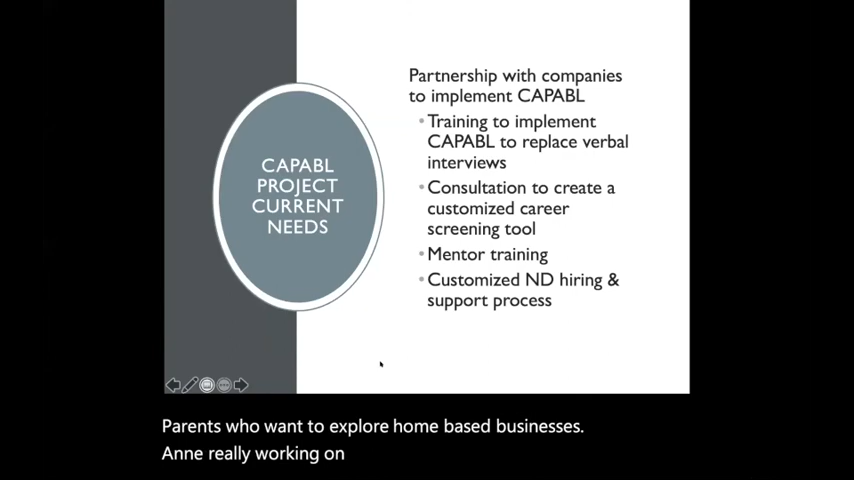 CAPABL
PROJECT
CURRENT
NEEDS
Partnership with companies
to implement CAPABL
•Training to implement
CAPABL to replace verbal
interviews
•Consultation to create a
customized career
screening tool
•Mentor training
•Customized ND hiring &
support process
Parents who want to explore home based businesses.
Anne really working on